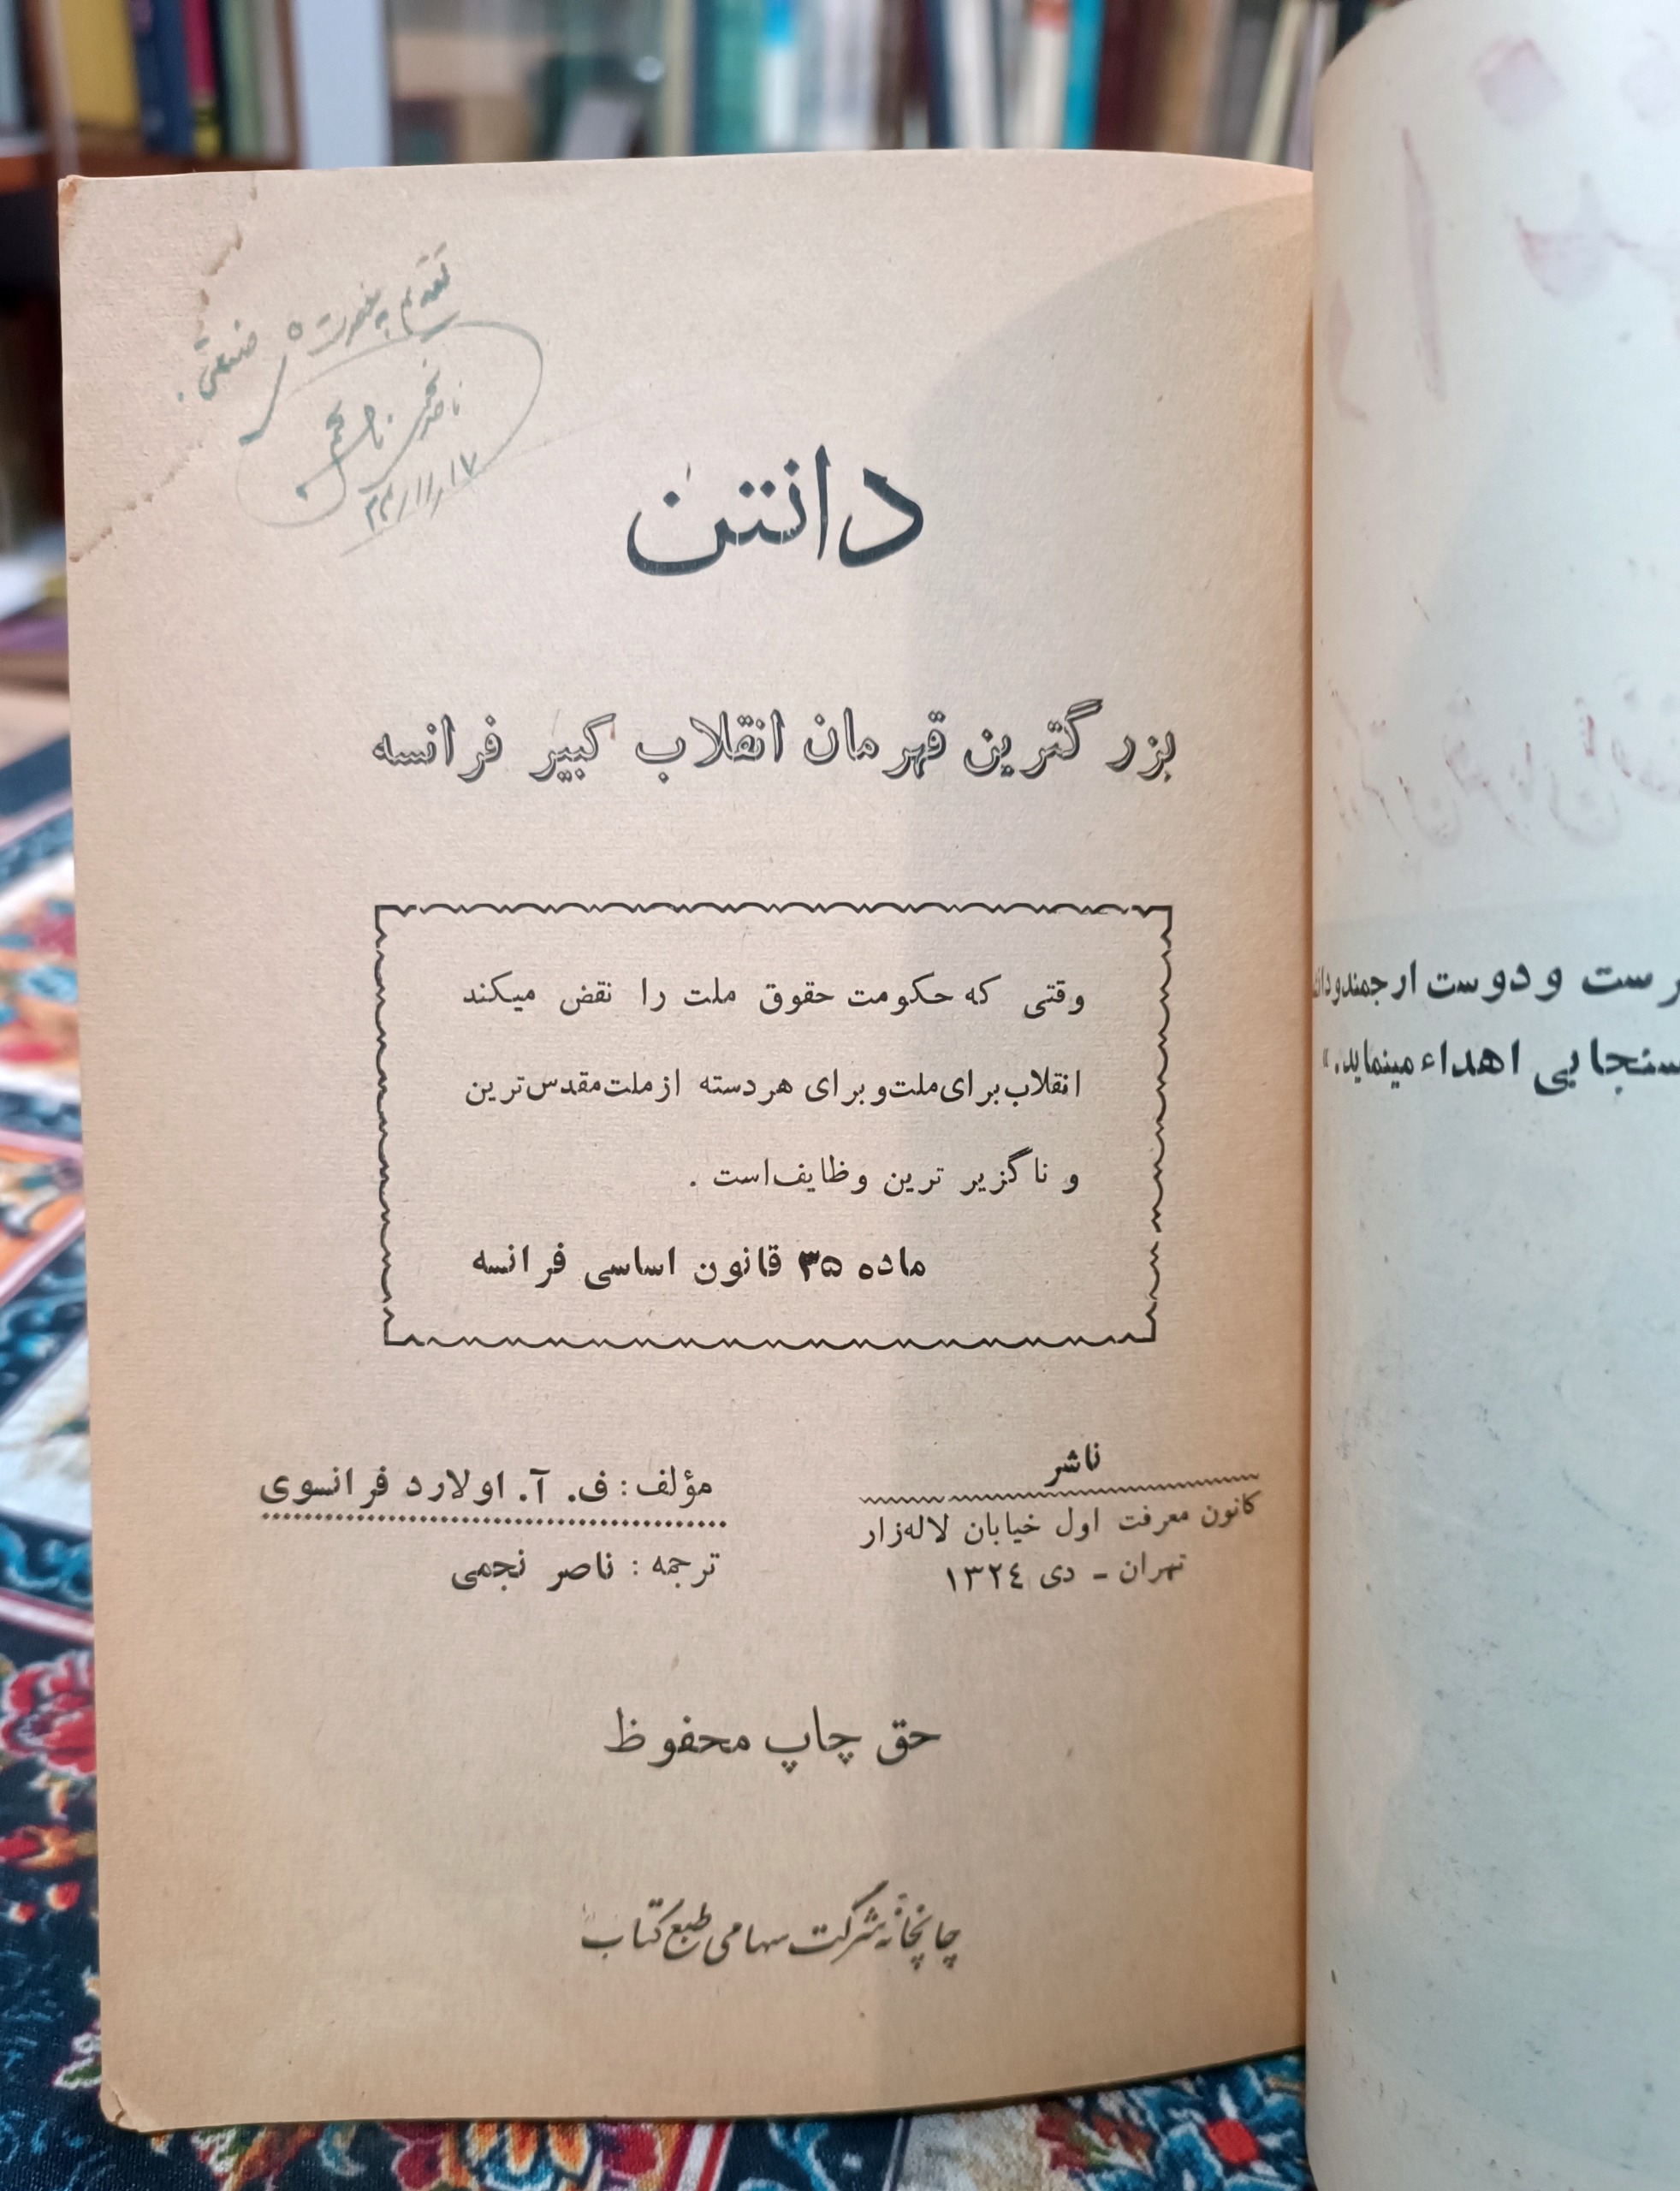 تقدیم به حضرت
ناصر نجمی
۲۴/۱۱/۱۷
دانتن
بزرگترین قهرمان انقلاب کبیر فرانسه
وقتی که حکومت حقوق ملت را نقض میکند
انقلاب برای ملت و برای هر دسته از ملت مقدس ترین
و ناگزیر ترین وظایف است .
ماده ۳۵ قانون اساسی فرانسه
ناشر
کانون معرفت اول خیابان لاله‌زار
تهران - دی ۱۳۲٤
مؤلف: ف. آ. اولارد فرانسوی
ترجمه : ناصر نجمی
حق چاپ محفوظ
چاپخانه شرکت سهامی طبع کتاب
رست و دوست ارجمند و
سنجابی اهداء مینماید.»